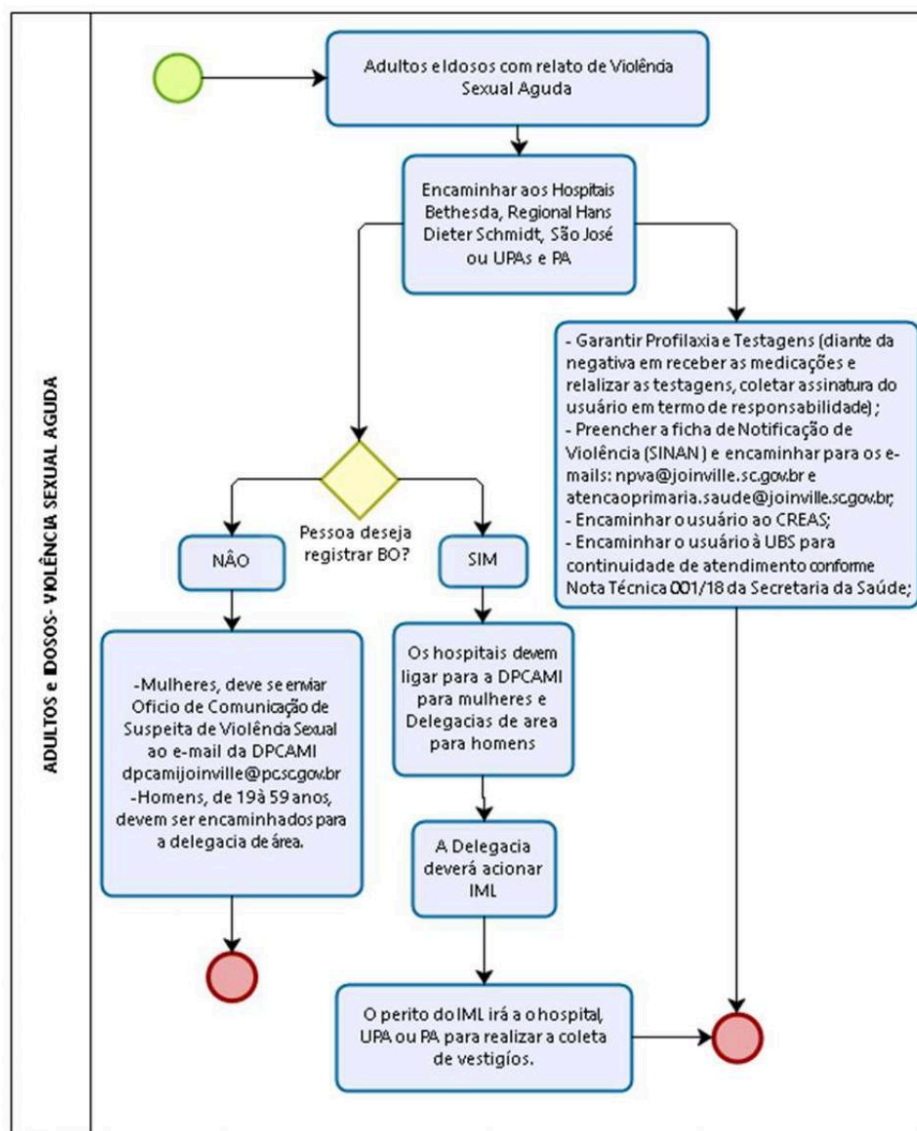 ADULTOS e IDOSOS- VIOLÊNCIA SEXUAL AGUDA
Adultos e Idosos com relato de Violência
Sexual Aguda
Encaminhar aos Hospitais
Bethesda, Regional Hans
Dieter Schmidt, São José
ou UPAs e PA
- Garantir Profilaxia e Testagens (diante da
negativa em receber as medicações e
relalizar as testagens, coletar assinatura do
usuário em termo de responsabilidade) ;
- Preencher a ficha de Notificação de
Violência (SINAN ) e encaminhar para os e-
mails: npva@joinville.sc.gov.br e
atencaoprimaria.saude@joinville.sc.gov.br;
- Encaminhar o usuário ao CREAS;
- Encaminhar o usuário à UBS para
continuidade de atendimento conforme
Nota Técnica 001/18 da Secretaria da Saúde;
Pessoa deseja
registrar BO?
NÂO
SIM
-Mulheres, deve se enviar
Oficio de Comunicação de
Suspeita de Violência Sexual
ao e-mail da DPCAMI
dpcamijoinville@pc.sc.gov.br
-Homens, de 19 à 59 anos,
devem ser encaminhados para
a delegacia de área.
Os hospitais devem
ligar para a DPCAMI
para mulheres e
Delegacias de area
para homens
A Delegacia
deverá acionar
IML
O perito do IML irá a o hospital,
UPA ou PA para realizar a coleta
de vestigíos.